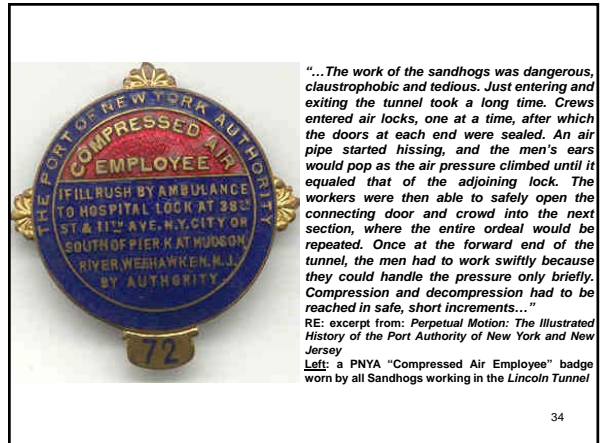 THE PORT OF NEW YORK AUTHORITY
COMPRESSED AIR
EMPLOYEE
IF ILL RUSH BY AMBULANCE
TO HOSPITAL LOCK AT 38TH
ST & 11TH AVE. N.Y. CITY OR
SOUTH OF PIER K AT HUDSON
RIVER, WEEHAWKEN, N.J.
BY AUTHORITY.
72
“…The work of the sandhogs was dangerous,
claustrophobic and tedious. Just entering and
exiting the tunnel took a long time. Crews
entered air locks, one at a time, after which
the doors at each end were sealed. An air
pipe started hissing, and the men’s ears
would pop as the air pressure climbed until it
equaled that of the adjoining lock. The
workers were then able to safely open the
connecting door and crowd into the next
section, where the entire ordeal would be
repeated. Once at the forward end of the
tunnel, the men had to work swiftly because
they could handle the pressure only briefly.
Compression and decompression had to be
reached in safe, short increments…”
RE: excerpt from: Perpetual Motion: The Illustrated
History of the Port Authority of New York and New
Jersey
Left: a PNYA “Compressed Air Employee” badge
worn by all Sandhogs working in the Lincoln Tunnel
34